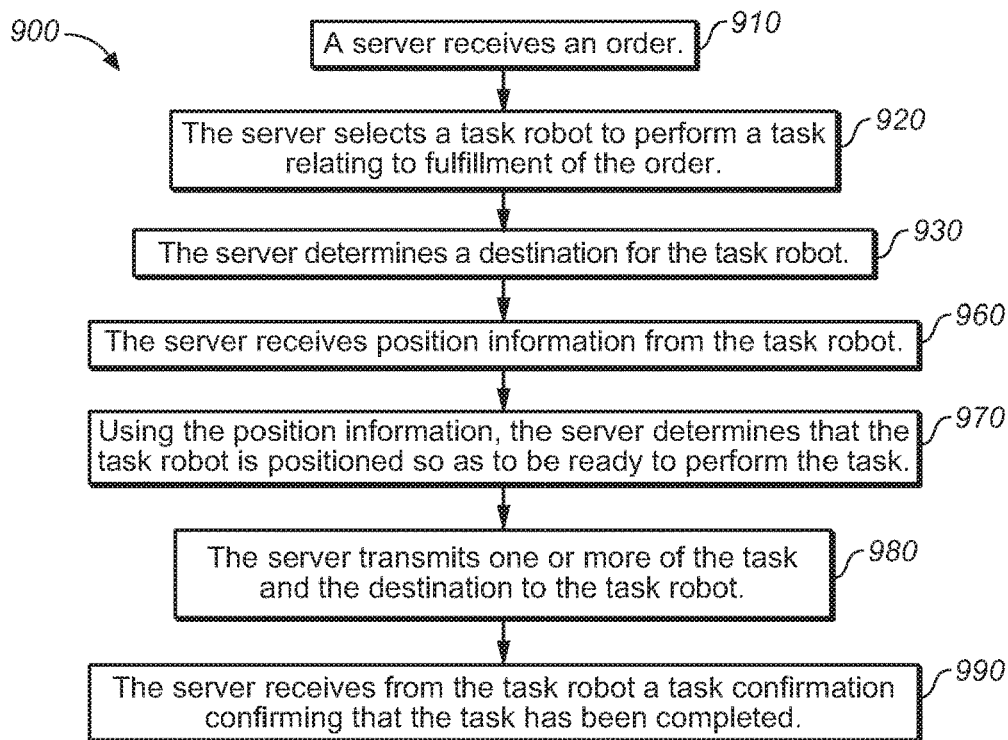 900
910
A server receives an order.
920
The server selects a task robot to perform a task
relating to fulfillment of the order.
930
The server determines a destination for the task robot.
960
The server receives position information from the task robot.
970
Using the position information, the server determines that the
task robot is positioned so as to be ready to perform the task.
980
The server transmits one or more of the task
and the destination to the task robot.
990
The server receives from the task robot a task confirmation
confirming that the task has been completed.